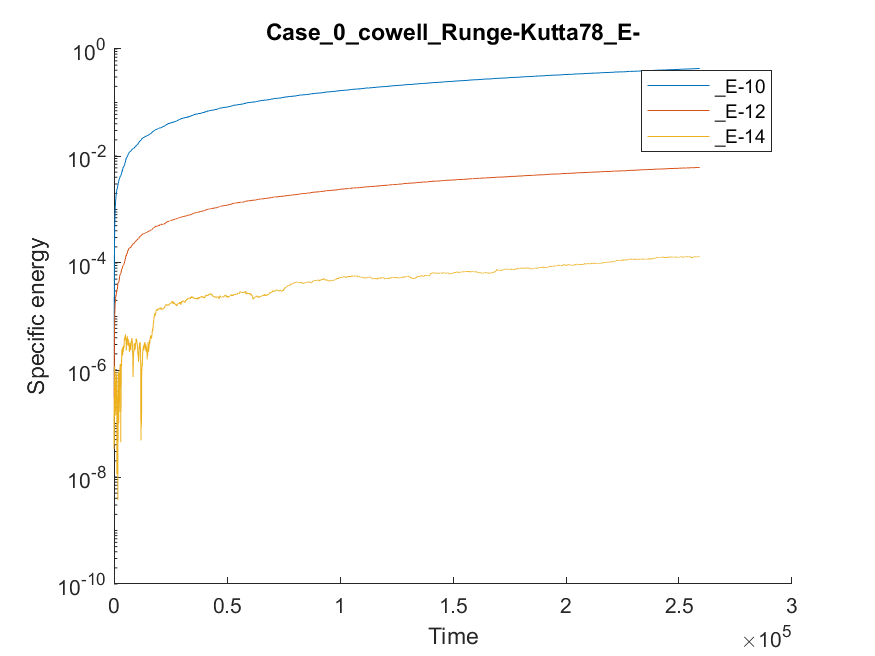 Case_0_cowell_Runge-Kutta78_E-
10^0
10^-2
10^-4
10^-6
10^-8
10^-10
Specific energy
_E-10
_E-12
_E-14
0 0.5 1 1.5 2 2.5 3
Time
×10^5